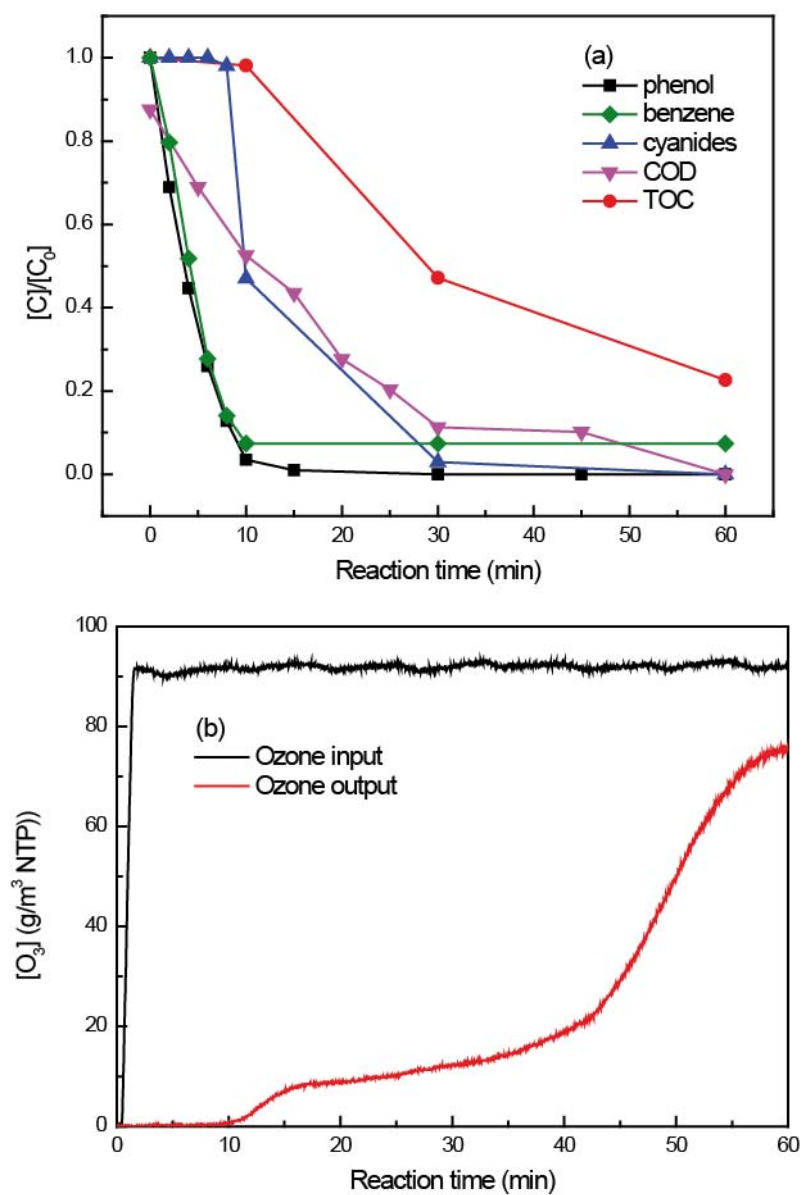 (a)
phenol
benzene
cyanides
COD
TOC
1.0
0.8
0.6
0.4
0.2
0.0
[C]/[C₀]
0 10 20 30 40 50 60
Reaction time (min)
100
80
60
40
20
0
[O₃] (g/m³ NTP))
(b)
Ozone input
Ozone output
0 10 20 30 40 50 60
Reaction time (min)